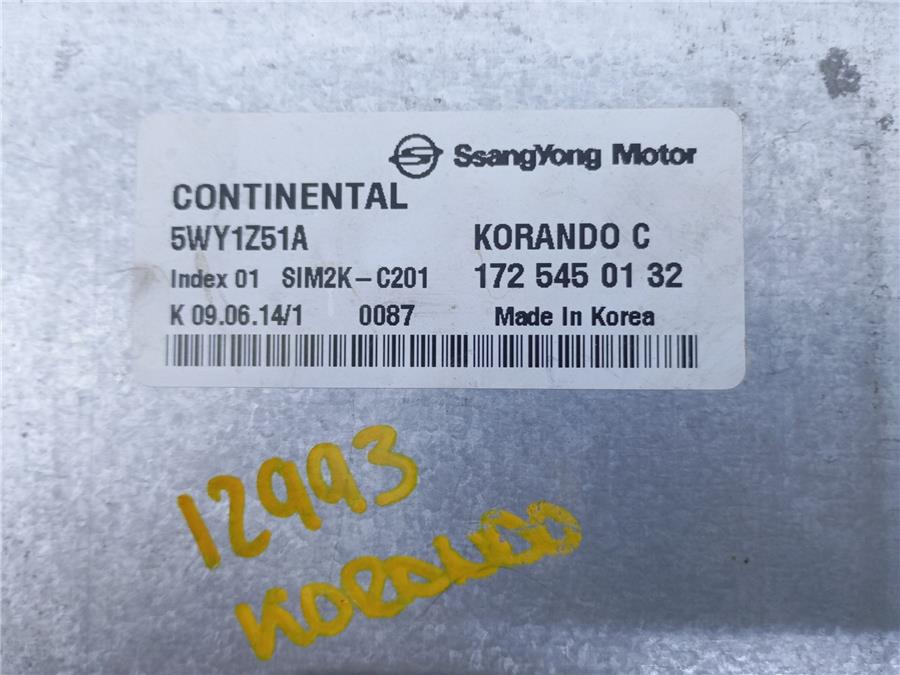 SsangYong Motor
CONTINENTAL
5WY1Z51A KORANDO C
Index 01 SIM2K-C201 172 545 01 32
K 09.06.14/1 0087 Made In Korea
12993
KORANDO